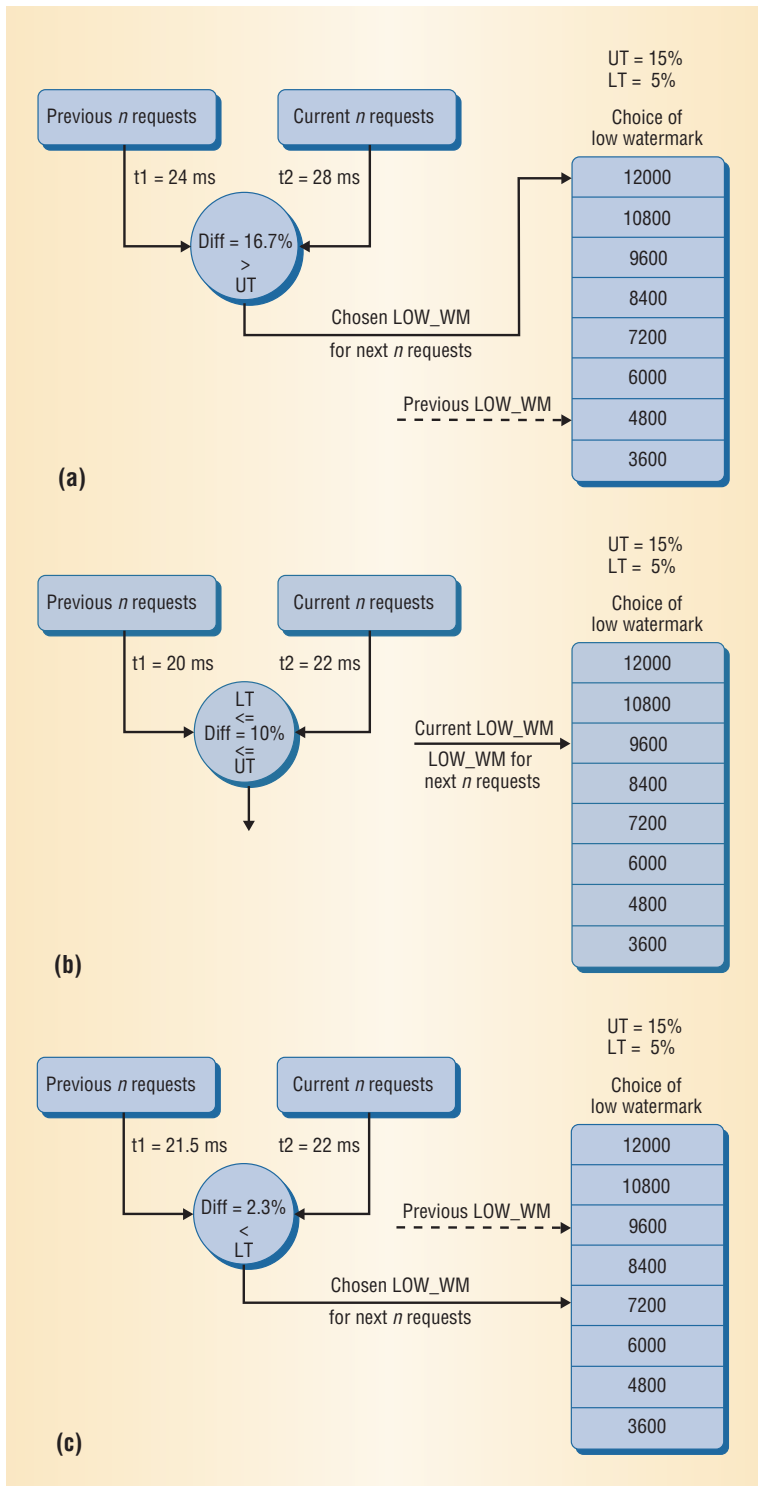 UT = 15%
LT = 5%
Previous n requests
Current n requests
Choice of
low watermark
t1 = 24 ms
t2 = 28 ms
Diff = 16.7%
>
UT
Chosen LOW_WM
for next n requests
Previous LOW_WM
12000
10800
9600
8400
7200
6000
4800
3600
(a)
UT = 15%
LT = 5%
Previous n requests
Current n requests
Choice of
low watermark
t1 = 20 ms
t2 = 22 ms
LT
<=
Diff = 10%
<=
UT
Current LOW_WM
LOW_WM for
next n requests
12000
10800
9600
8400
7200
6000
4800
3600
(b)
UT = 15%
LT = 5%
Previous n requests
Current n requests
Choice of
low watermark
t1 = 21.5 ms
t2 = 22 ms
Diff = 2.3%
<
LT
Previous LOW_WM
Chosen LOW_WM
for next n requests
12000
10800
9600
8400
7200
6000
4800
3600
(c)